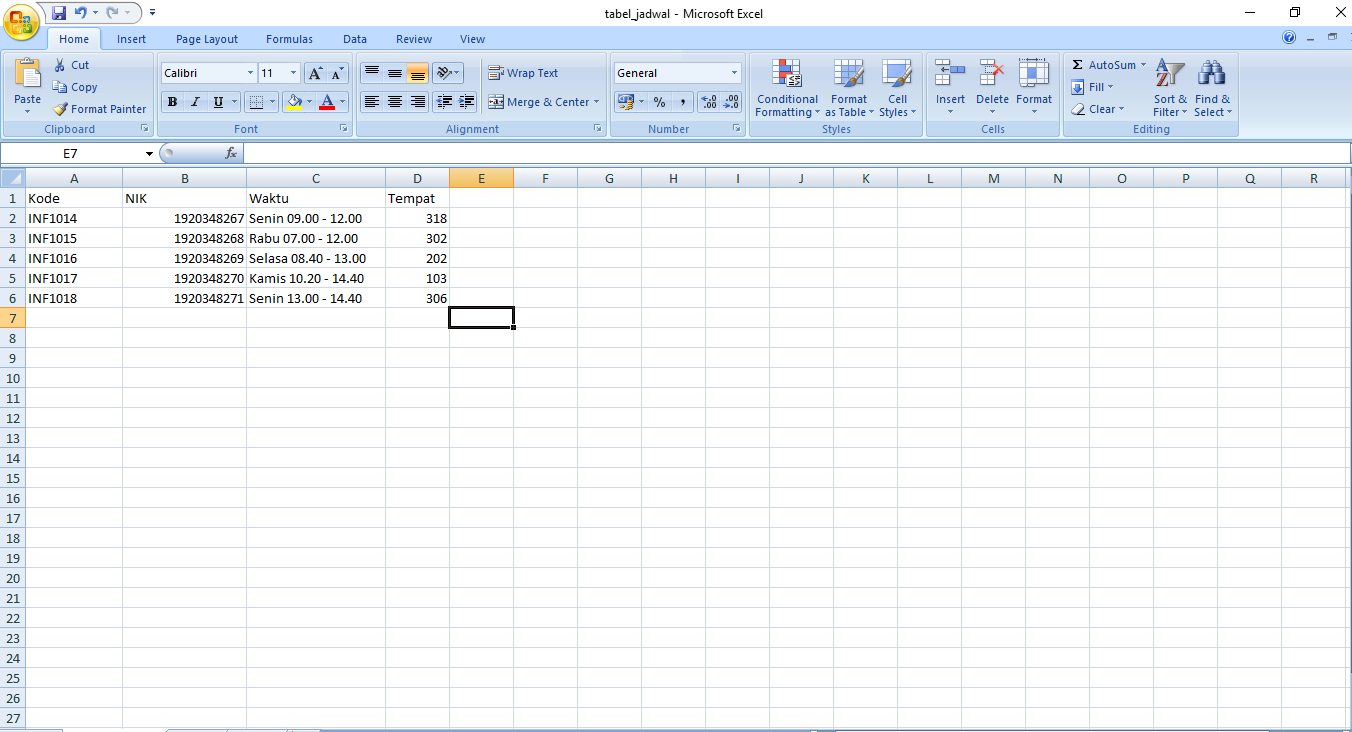 tabel_jadwal - Microsoft Excel
Home Insert Page Layout Formulas Data Review View
Paste Cut Copy Format Painter
Clipboard
Calibri 11
B I U A A A
Font
Wrap Text
Merge & Center
Alignment
General
% , .00 .0
Number
Conditional Formatting Format as Table Cell Styles
Styles
Insert Delete Format
Cells
Σ AutoSum Fill Clear Sort & Filter Find & Select
Editing
E7 fx
A B C D E F G H I J K L M N O P Q R
1 Kode NIK Waktu Tempat
2 INF1014 1920348267 Senin 09.00 - 12.00 318
3 INF1015 1920348268 Rabu 07.00 - 12.00 302
4 INF1016 1920348269 Selasa 08.40 - 13.00 202
5 INF1017 1920348270 Kamis 10.20 - 14.40 103
6 INF1018 1920348271 Senin 13.00 - 14.40 306
7
8
9
10
11
12
13
14
15
16
17
18
19
20
21
22
23
24
25
26
27